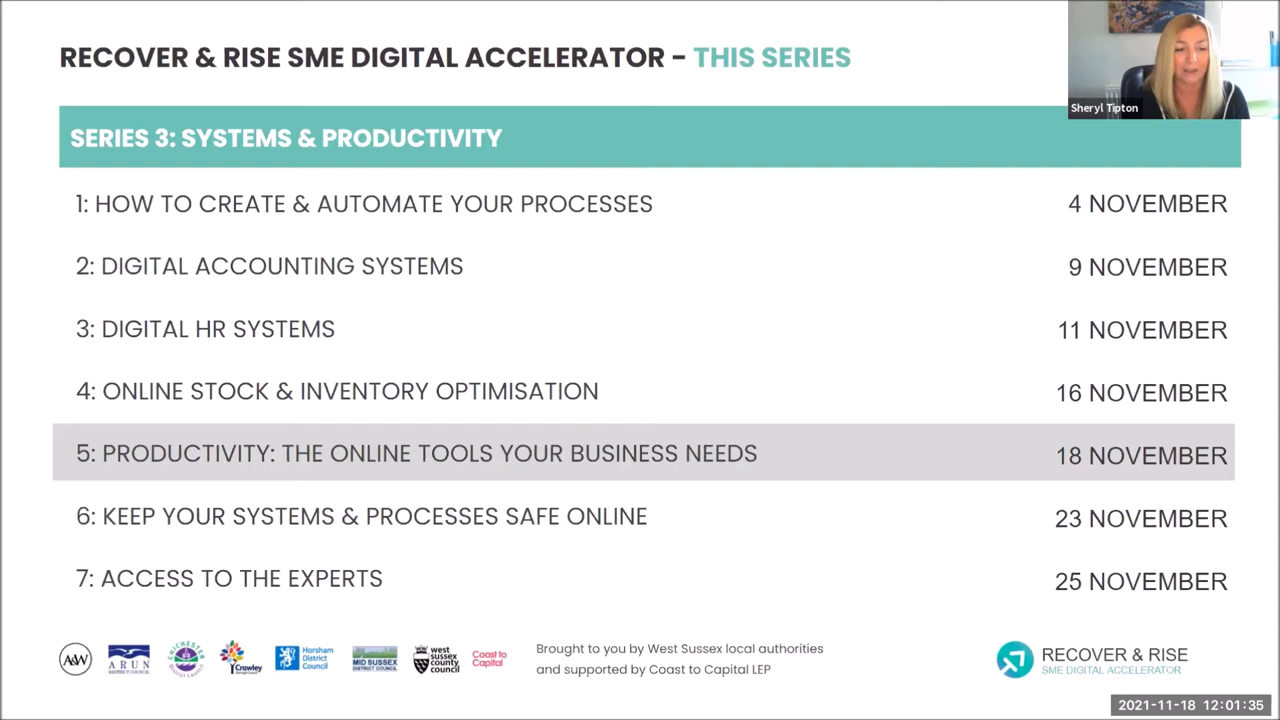 RECOVER & RISE SME DIGITAL ACCELERATOR - THIS SERIES
Sheryl Tipton
SERIES 3: SYSTEMS & PRODUCTIVITY
1: HOW TO CREATE & AUTOMATE YOUR PROCESSES 4 NOVEMBER
2: DIGITAL ACCOUNTING SYSTEMS 9 NOVEMBER
3: DIGITAL HR SYSTEMS 11 NOVEMBER
4: ONLINE STOCK & INVENTORY OPTIMISATION 16 NOVEMBER
5: PRODUCTIVITY: THE ONLINE TOOLS YOUR BUSINESS NEEDS 18 NOVEMBER
6: KEEP YOUR SYSTEMS & PROCESSES SAFE ONLINE 23 NOVEMBER
7: ACCESS TO THE EXPERTS 25 NOVEMBER
A&W
ARUN
DISTRICT COUNCIL
CHICHESTER
Crawley
Horsham
District
Council
MID SUSSEX
DISTRICT COUNCIL
west
sussex
county
council
Coast to
Capital
Brought to you by West Sussex local authorities
and supported by Coast to Capital LEP
RECOVER & RISE
SME DIGITAL ACCELERATOR
2021-11-18 12:01:35